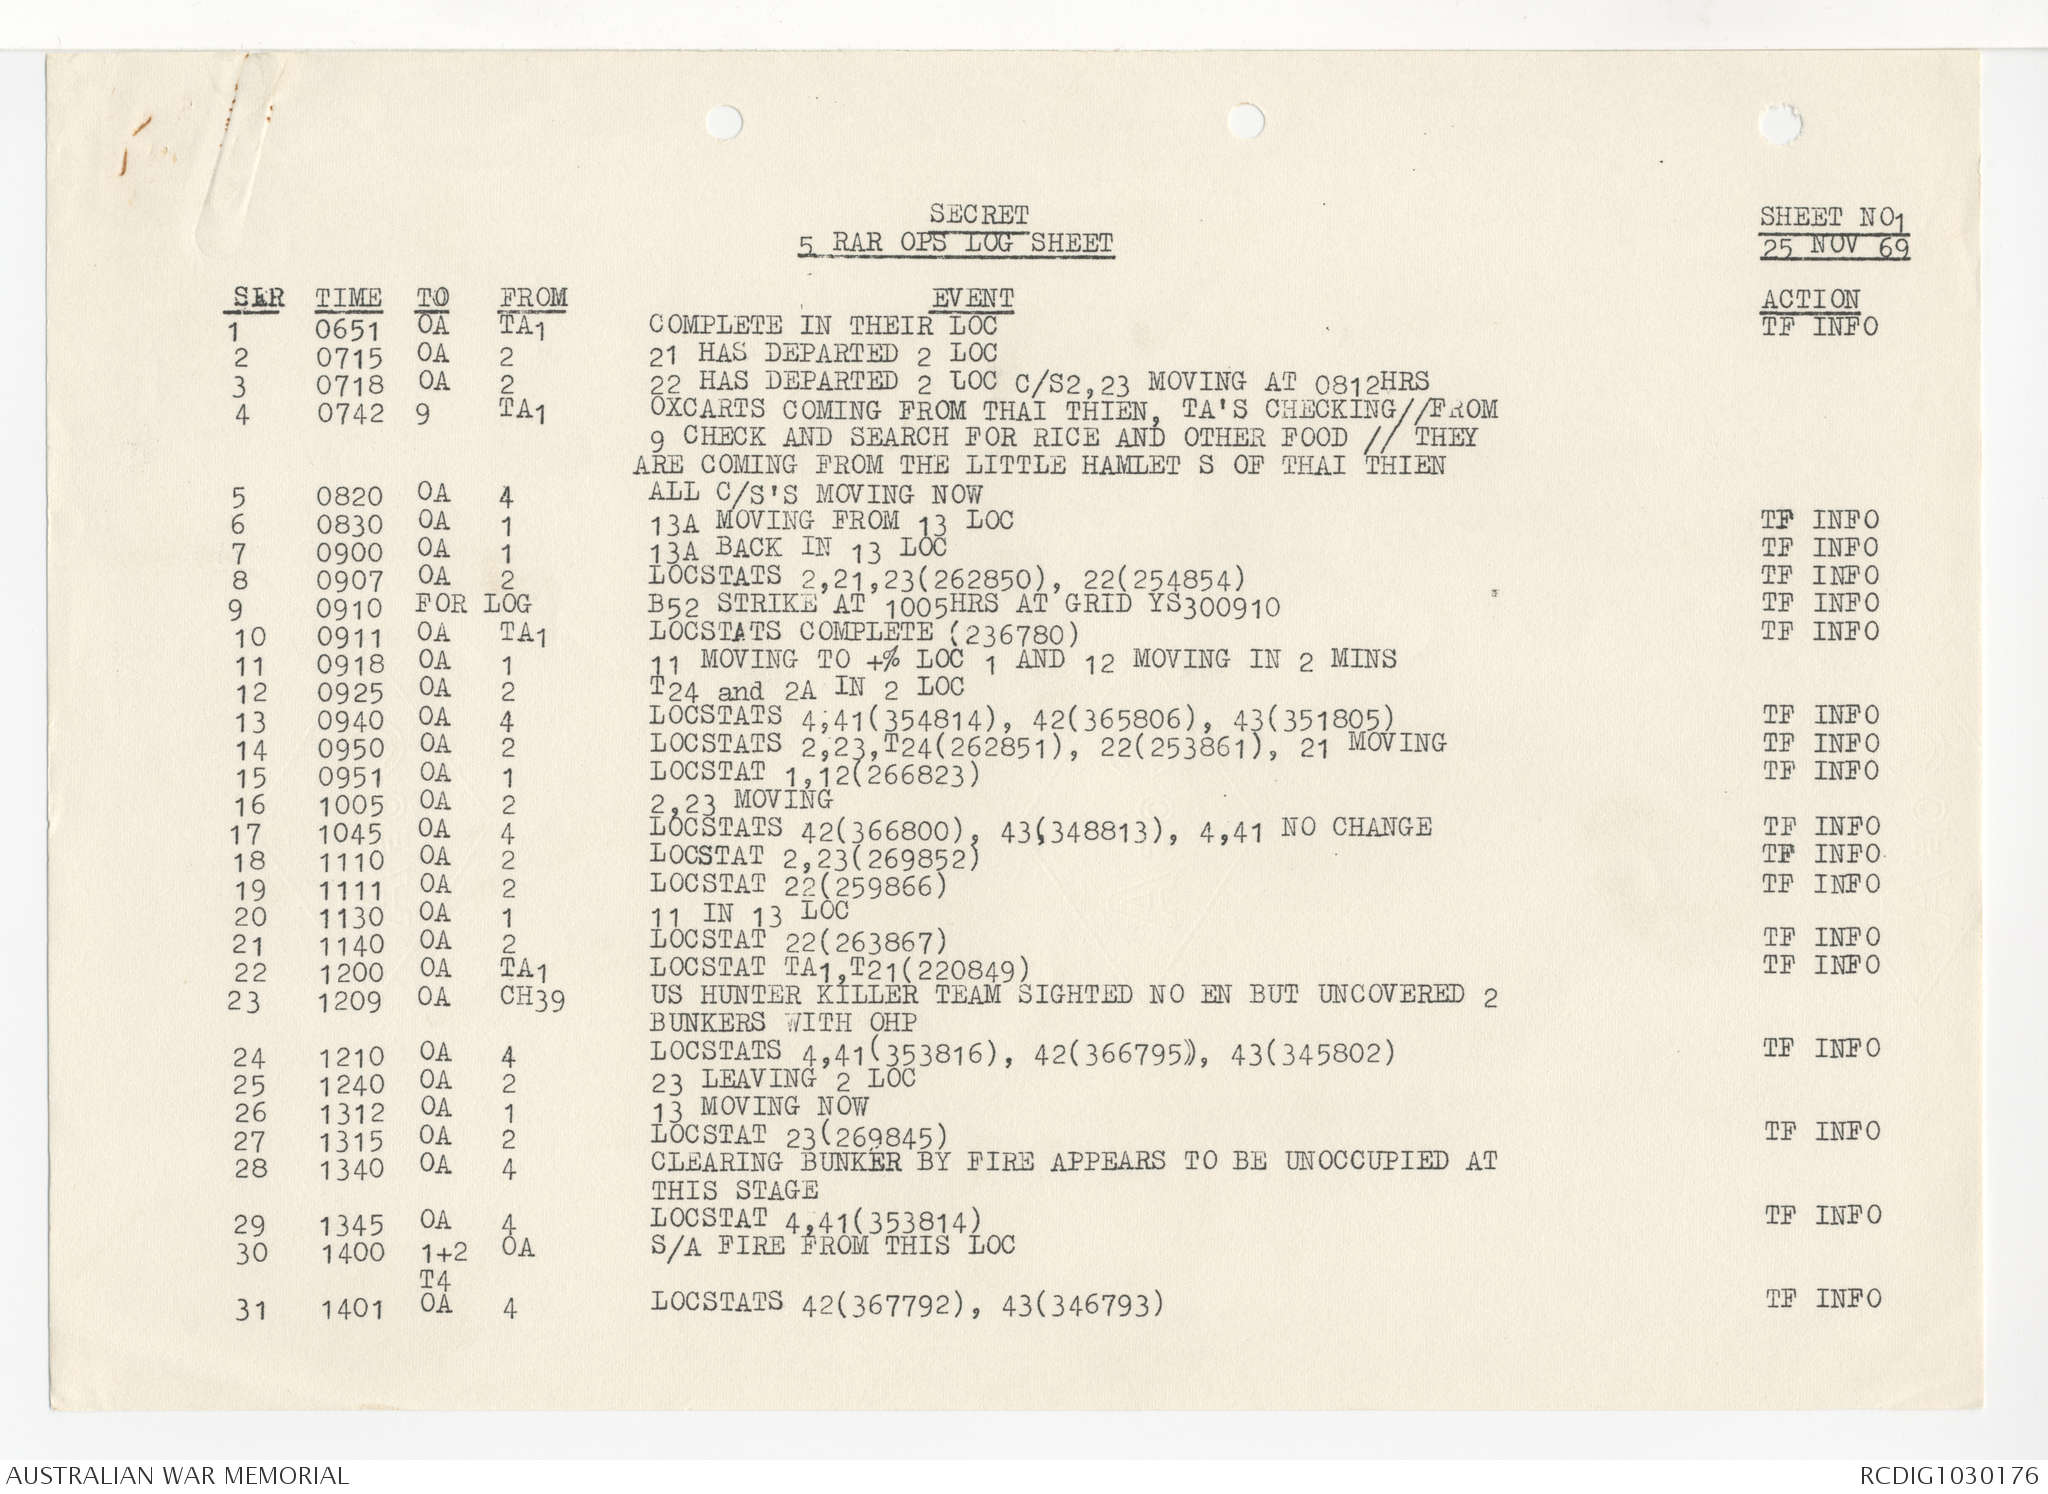 SECRET SHEET NO1
5 RAR OPS LOG SHEET 25 NOV 69
SER TIME TO FROM EVENT ACTION
1 0651 OA TA1 COMPLETE IN THEIR LOC TF INFO
2 0715 OA 2 21 HAS DEPARTED 2 LOC
3 0718 OA 2 22 HAS DEPARTED 2 LOC C/S2,23 MOVING AT 0812HRS
4 0742 9 TA1 OXCARTS COMING FROM THAI THIEN, TA'S CHECKING//FROM
9 CHECK AND SEARCH FOR RICE AND OTHER FOOD // THEY
ARE COMING FROM THE LITTLE HAMLET S OF THAI THIEN
5 0820 OA 4 ALL C/S'S MOVING NOW
6 0830 OA 1 13A MOVING FROM 13 LOC TF INFO
7 0900 OA 1 13A BACK IN 13 LOC TF INFO
8 0907 OA 2 LOCSTATS 2,21,23(262850), 22(254854) TF INFO
9 0910 FOR LOG B52 STRIKE AT 1005HRS AT GRID YS300910 TF INFO
10 0911 OA TA1 LOCSTATS COMPLETE (236780) TF INFO
11 0918 OA 1 11 MOVING TO +% LOC 1 AND 12 MOVING IN 2 MINS
12 0925 OA 2 T24 and 2A IN 2 LOC
13 0940 OA 4 LOCSTATS 4,41(354814), 42(365806), 43(351805) TF INFO
14 0950 OA 2 LOCSTATS 2,23,T24(262851), 22(253861), 21 MOVING TF INFO
15 0951 OA 1 LOCSTAT 1,12(266823) TF INFO
16 1005 OA 2 2,23 MOVING
17 1045 OA 4 LOCSTATS 42(366800), 43(348813), 4,41 NO CHANGE TF INFO
18 1110 OA 2 LOCSTAT 2,23(269852) TF INFO
19 1111 OA 2 LOCSTAT 22(259866) TF INFO
20 1130 OA 1 11 IN 13 LOC
21 1140 OA 2 LOCSTAT 22(263867) TF INFO
22 1200 OA TA1 LOCSTAT TA1,T21(220849) TF INFO
23 1209 OA CH39 US HUNTER KILLER TEAM SIGHTED NO EN BUT UNCOVERED 2
BUNKERS WITH OHP
24 1210 OA 4 LOCSTATS 4,41(353816), 42(366795), 43(345802) TF INFO
25 1240 OA 2 23 LEAVING 2 LOC
26 1312 OA 1 13 MOVING NOW
27 1315 OA 2 LOCSTAT 23(269845) TF INFO
28 1340 OA 4 CLEARING BUNKER BY FIRE APPEARS TO BE UNOCCUPIED AT
THIS STAGE
29 1345 OA 4 LOCSTAT 4,41(353814) TF INFO
30 1400 1+2 OA S/A FIRE FROM THIS LOC
T4
31 1401 OA 4 LOCSTATS 42(367792), 43(346793) TF INFO
AUSTRALIAN WAR MEMORIAL RCDIG1030176